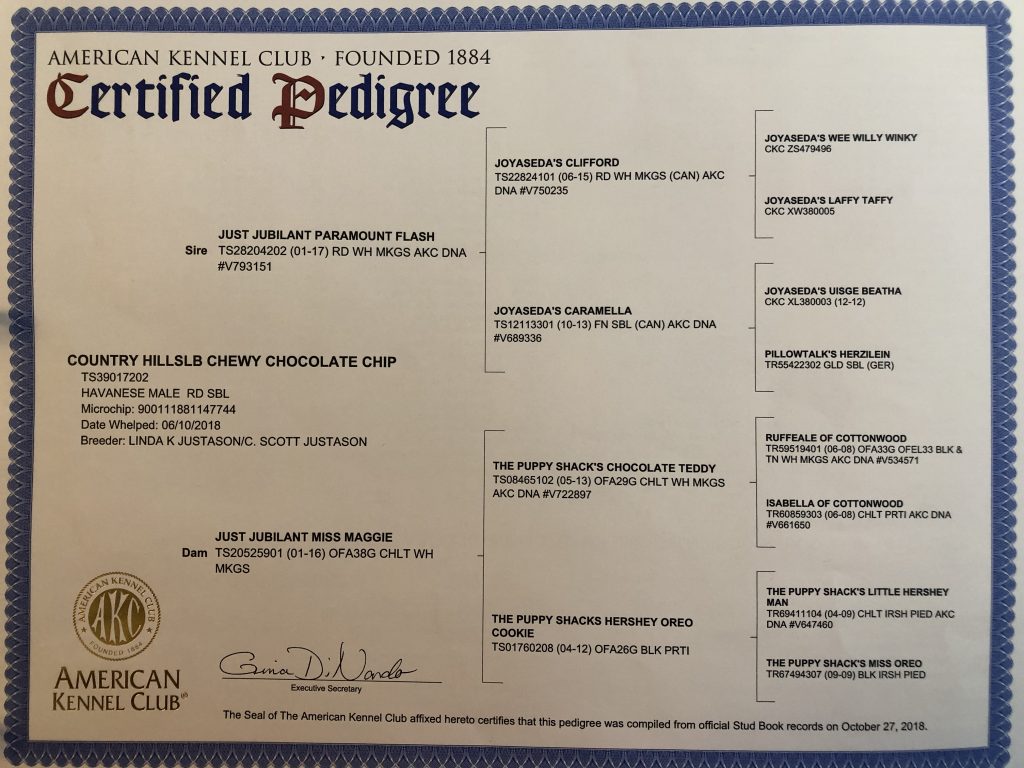 AMERICAN KENNEL CLUB · FOUNDED 1884
Certified Pedigree
JUST JUBILANT PARAMOUNT FLASH
Sire TS28204202 (01-17) RD WH MKGS AKC DNA
#V793151
COUNTRY HILLSLB CHEWY CHOCOLATE CHIP
TS39017202
HAVANESE MALE RD SBL
Microchip: 900111881147744
Date Whelped: 06/10/2018
Breeder: LINDA K JUSTASON/C. SCOTT JUSTASON
JUST JUBILANT MISS MAGGIE
Dam TS20525901 (01-16) OFA38G CHLT WH
MKGS
JOYASEDA'S CLIFFORD
TS22824101 (06-15) RD WH MKGS (CAN) AKC
DNA #V750235
JOYASEDA'S CARAMELLA
TS12113301 (10-13) FN SBL (CAN) AKC DNA
#V689336
THE PUPPY SHACK'S CHOCOLATE TEDDY
TS08465102 (05-13) OFA29G CHLT WH MKGS
AKC DNA #V722897
THE PUPPY SHACKS HERSHEY OREO
COOKIE
TS01760208 (04-12) OFA26G BLK PRTI
JOYASEDA'S WEE WILLY WINKY
CKC ZS479496
JOYASEDA'S LAFFY TAFFY
CKC XW380005
JOYASEDA'S UISGE BEATHA
CKC XL380003 (12-12)
PILLOWTALK'S HERZILEIN
TR55422302 GLD SBL (GER)
RUFFEALE OF COTTONWOOD
TR59519401 (06-08) OFA33G OFEL33 BLK &
TN WH MKGS AKC DNA #V534571
ISABELLA OF COTTONWOOD
TR60859303 (06-08) CHLT PRTI AKC DNA
#V661650
THE PUPPY SHACK'S LITTLE HERSHEY
MAN
TR69411104 (04-09) CHLT IRSH PIED AKC
DNA #V647460
THE PUPPY SHACK'S MISS OREO
TR67494307 (09-09) BLK IRSH PIED
AMERICAN KENNEL CLUB
AKC
FOUNDED 1884
AMERICAN
KENNEL CLUB®
Gina DiNardo
Executive Secretary
The Seal of The American Kennel Club affixed hereto certifies that this pedigree was compiled from official Stud Book records on October 27, 2018.